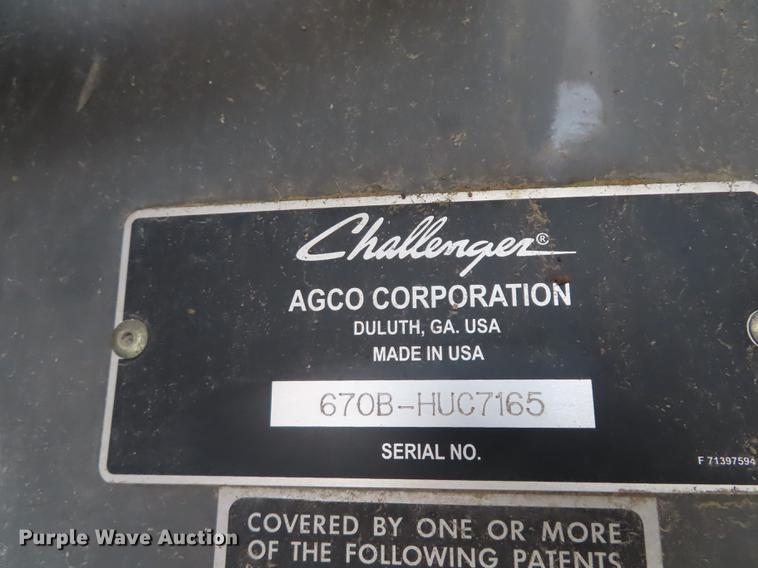 Challenger®
AGCO CORPORATION
DULUTH, GA. USA
MADE IN USA
670B-HUC7165
SERIAL NO.
F 71397594
COVERED BY ONE OR MORE
OF THE FOLLOWING PATENTS
Purple Wave Auction